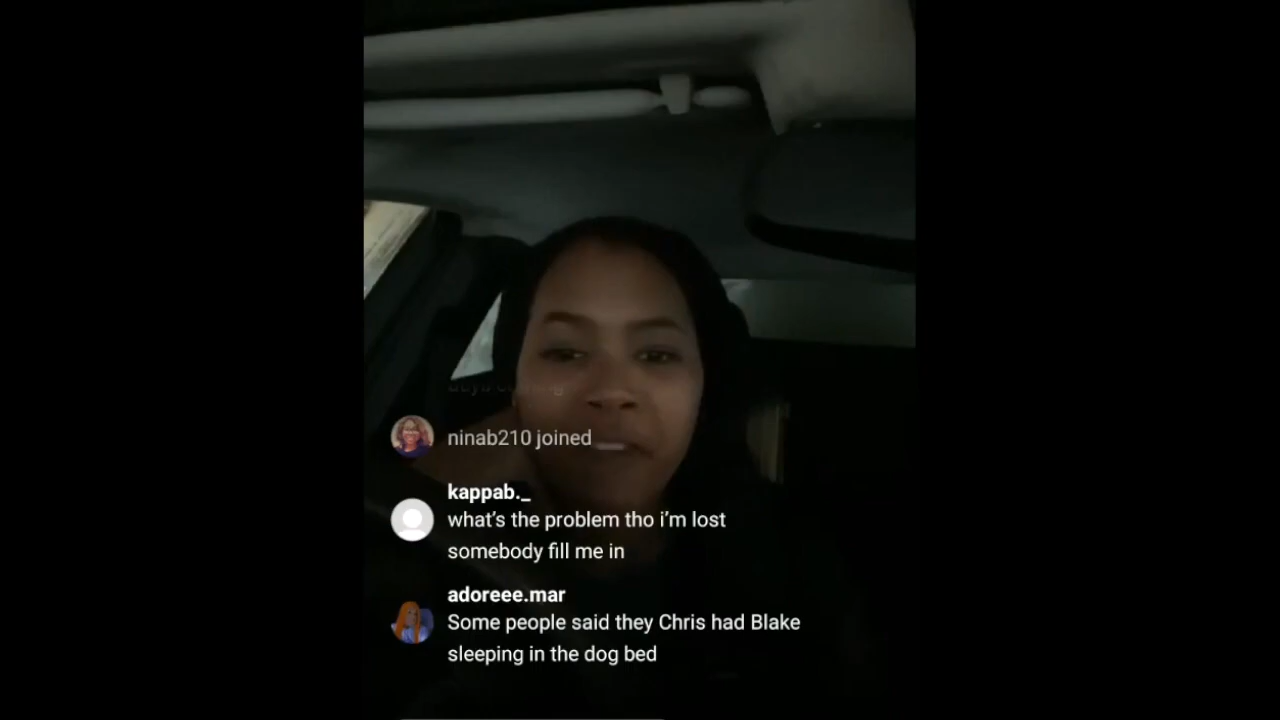 ninab210 joined
kappab._
what's the problem tho i'm lost
somebody fill me in
adoreee.mar
Some people said they Chris had Blake
sleeping in the dog bed